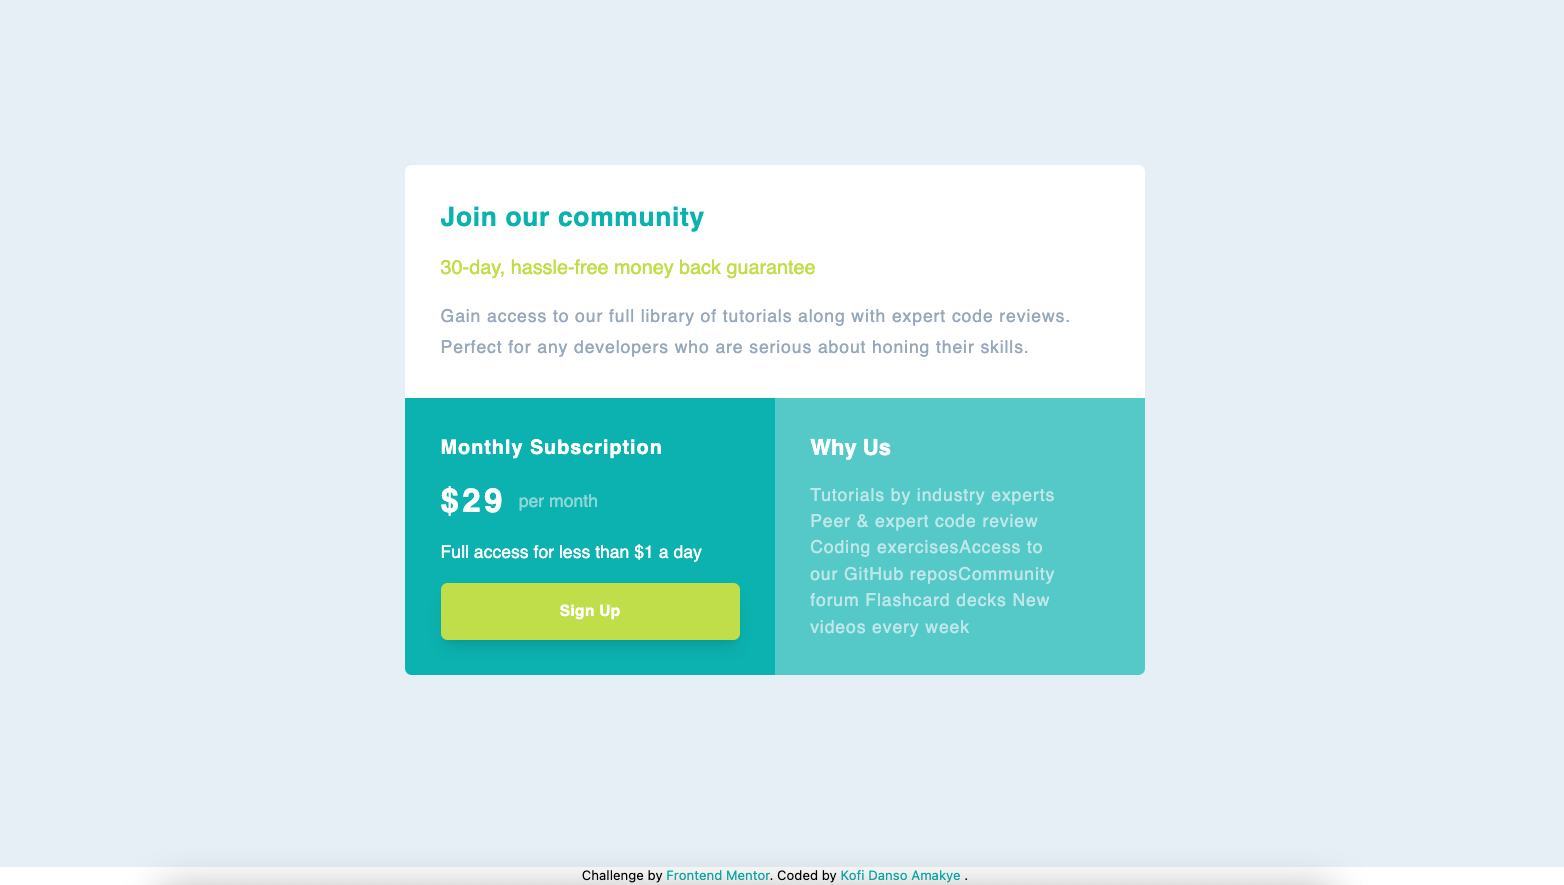 Join our community
30-day, hassle-free money back guarantee
Gain access to our full library of tutorials along with expert code reviews.
Perfect for any developers who are serious about honing their skills.
Monthly Subscription
$29 per month
Full access for less than $1 a day
Sign Up
Why Us
Tutorials by industry experts
Peer & expert code review
Coding exercisesAccess to
our GitHub reposCommunity
forum Flashcard decks New
videos every week
Challenge by Frontend Mentor. Coded by Kofi Danso Amakye .